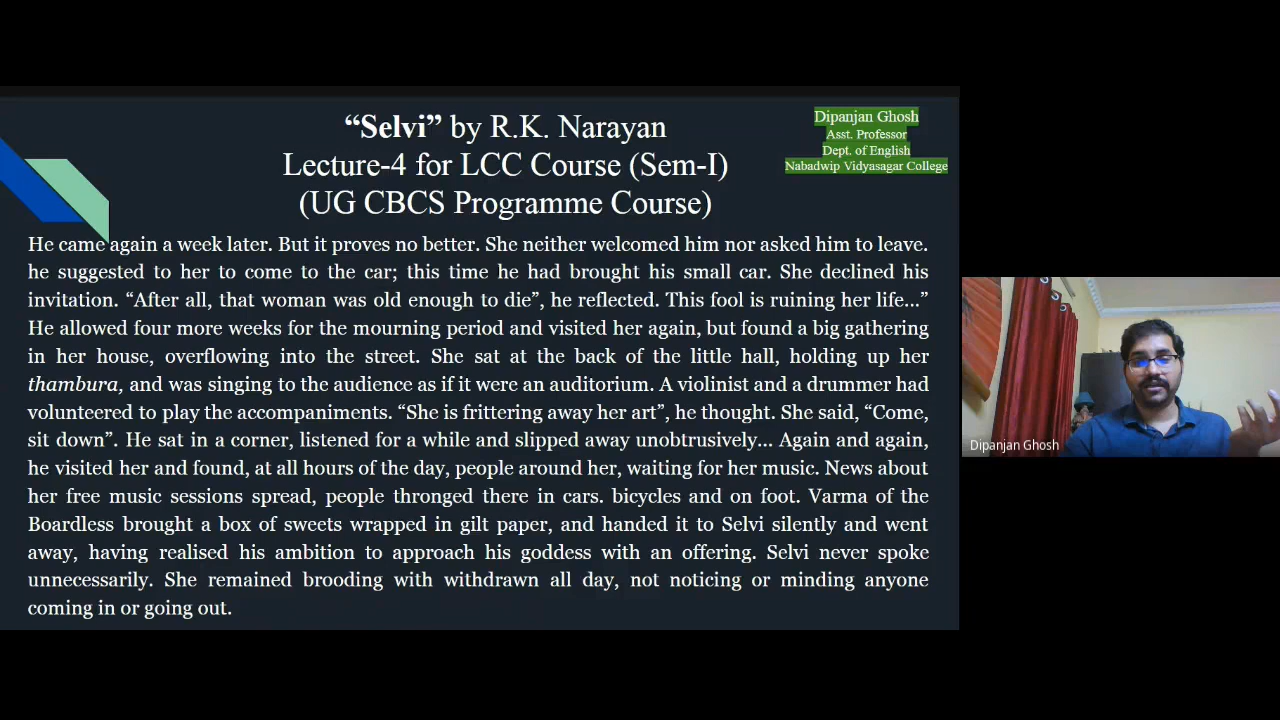 “Selvi” by R.K. Narayan
Lecture-4 for LCC Course (Sem-I)
(UG CBCS Programme Course)
Dipanjan Ghosh
Asst. Professor
Dept. of English
Nabadwip Vidyasagar College
He came again a week later. But it proves no better. She neither welcomed him nor asked him to leave.
he suggested to her to come to the car; this time he had brought his small car. She declined his
invitation. “After all, that woman was old enough to die”, he reflected. This fool is ruining her life...”
He allowed four more weeks for the mourning period and visited her again, but found a big gathering
in her house, overflowing into the street. She sat at the back of the little hall, holding up her
thambura, and was singing to the audience as if it were an auditorium. A violinist and a drummer had
volunteered to play the accompaniments. “She is frittering away her art”, he thought. She said, “Come,
sit down”. He sat in a corner, listened for a while and slipped away unobtrusively... Again and again,
he visited her and found, at all hours of the day, people around her, waiting for her music. News about
her free music sessions spread, people thronged there in cars. bicycles and on foot. Varma of the
Boardless brought a box of sweets wrapped in gilt paper, and handed it to Selvi silently and went
away, having realised his ambition to approach his goddess with an offering. Selvi never spoke
unnecessarily. She remained brooding with withdrawn all day, not noticing or minding anyone
coming in or going out.
Dipanjan Ghosh